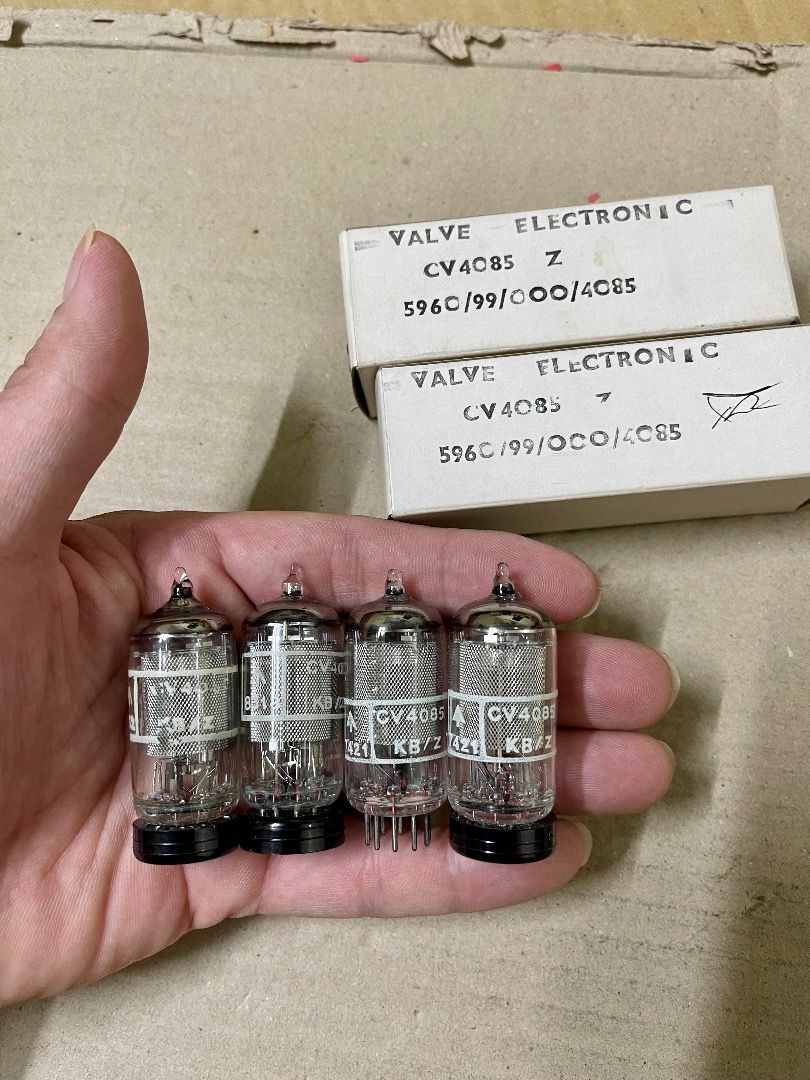 VALVE ELECTRONIC
CV4085 Z
5960/99/000/4085
VALVE ELECTRONIC
CV4085 Z
5960/99/000/4085
KB/Z
KB/Z
CV4085
7421 KB/Z
CV4085
7421 KB/Z